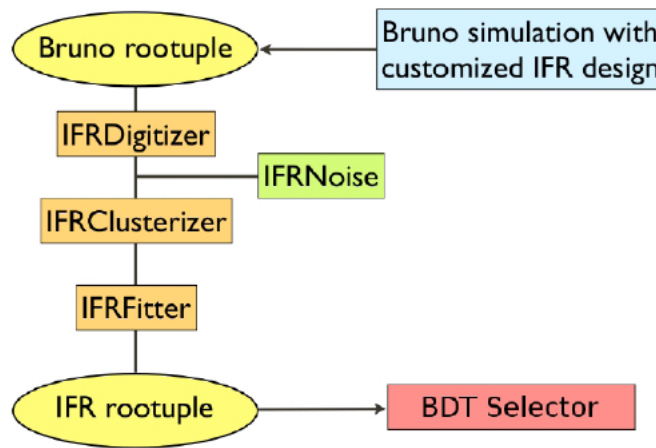 Bruno rootuple
Bruno simulation with
customized IFR design
IFRDigitizer
IFRNoise
IFRClusterizer
IFRFitter
IFR rootuple
BDT Selector